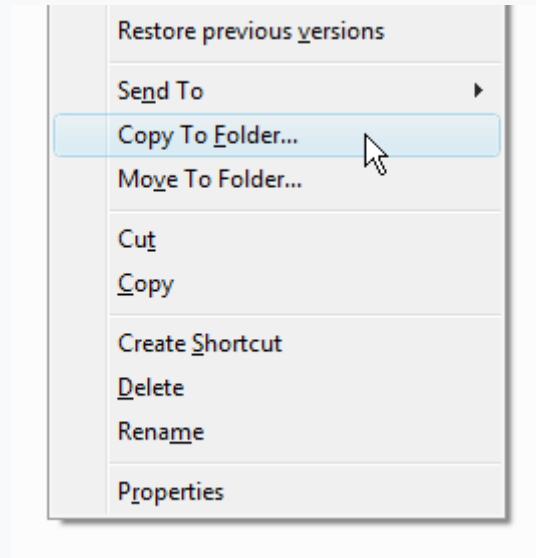 Restore previous versions
Send To
Copy To Folder...
Move To Folder...
Cut
Copy
Create Shortcut
Delete
Rename
Properties